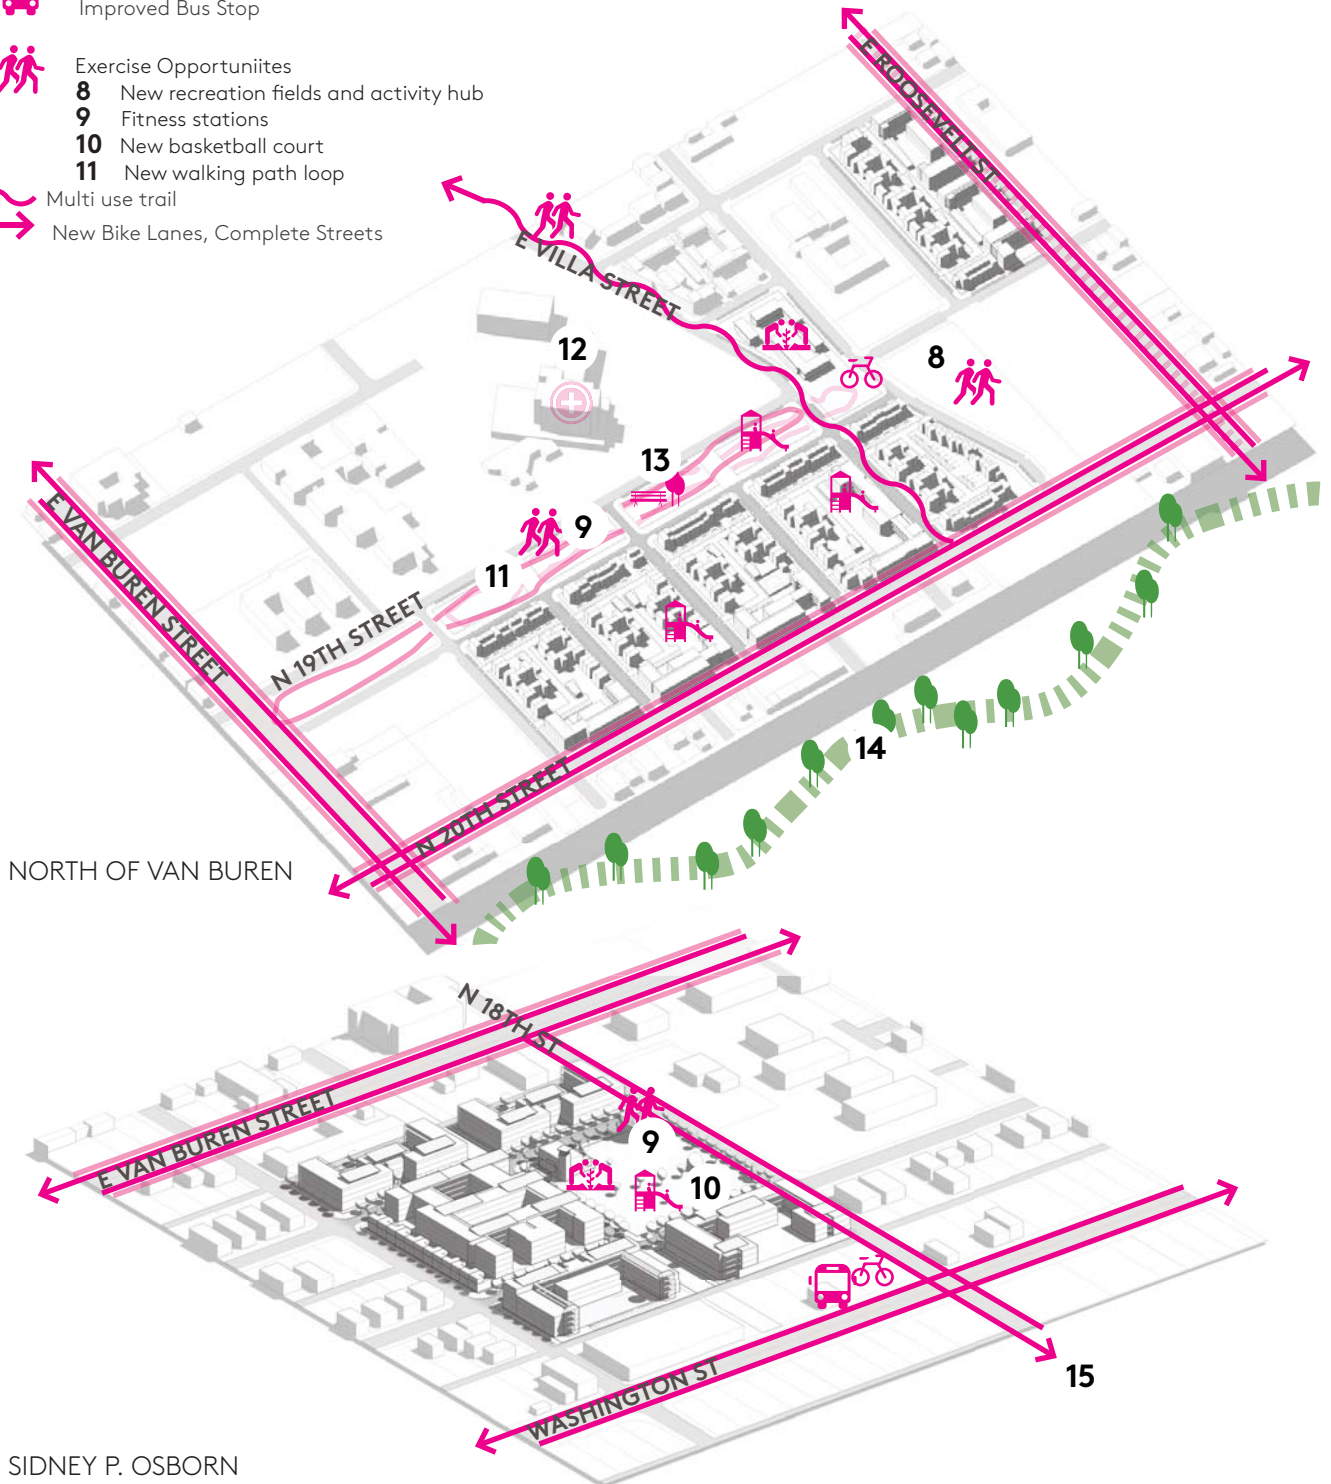 Improved Bus Stop
Exercise Opportuniites
8 New recreation fields and activity hub
9 Fitness stations
10 New basketball court
11 New walking path loop
Multi use trail
New Bike Lanes, Complete Streets
E ROOSEVELT ST
E VILLA STREET
12
8
13
9
11
E VAN BUREN STREET
N 19TH STREET
14
N 20TH STREET
NORTH OF VAN BUREN
N 18TH ST
E VAN BUREN STREET
9
10
15
WASHINGTON ST
SIDNEY P. OSBORN